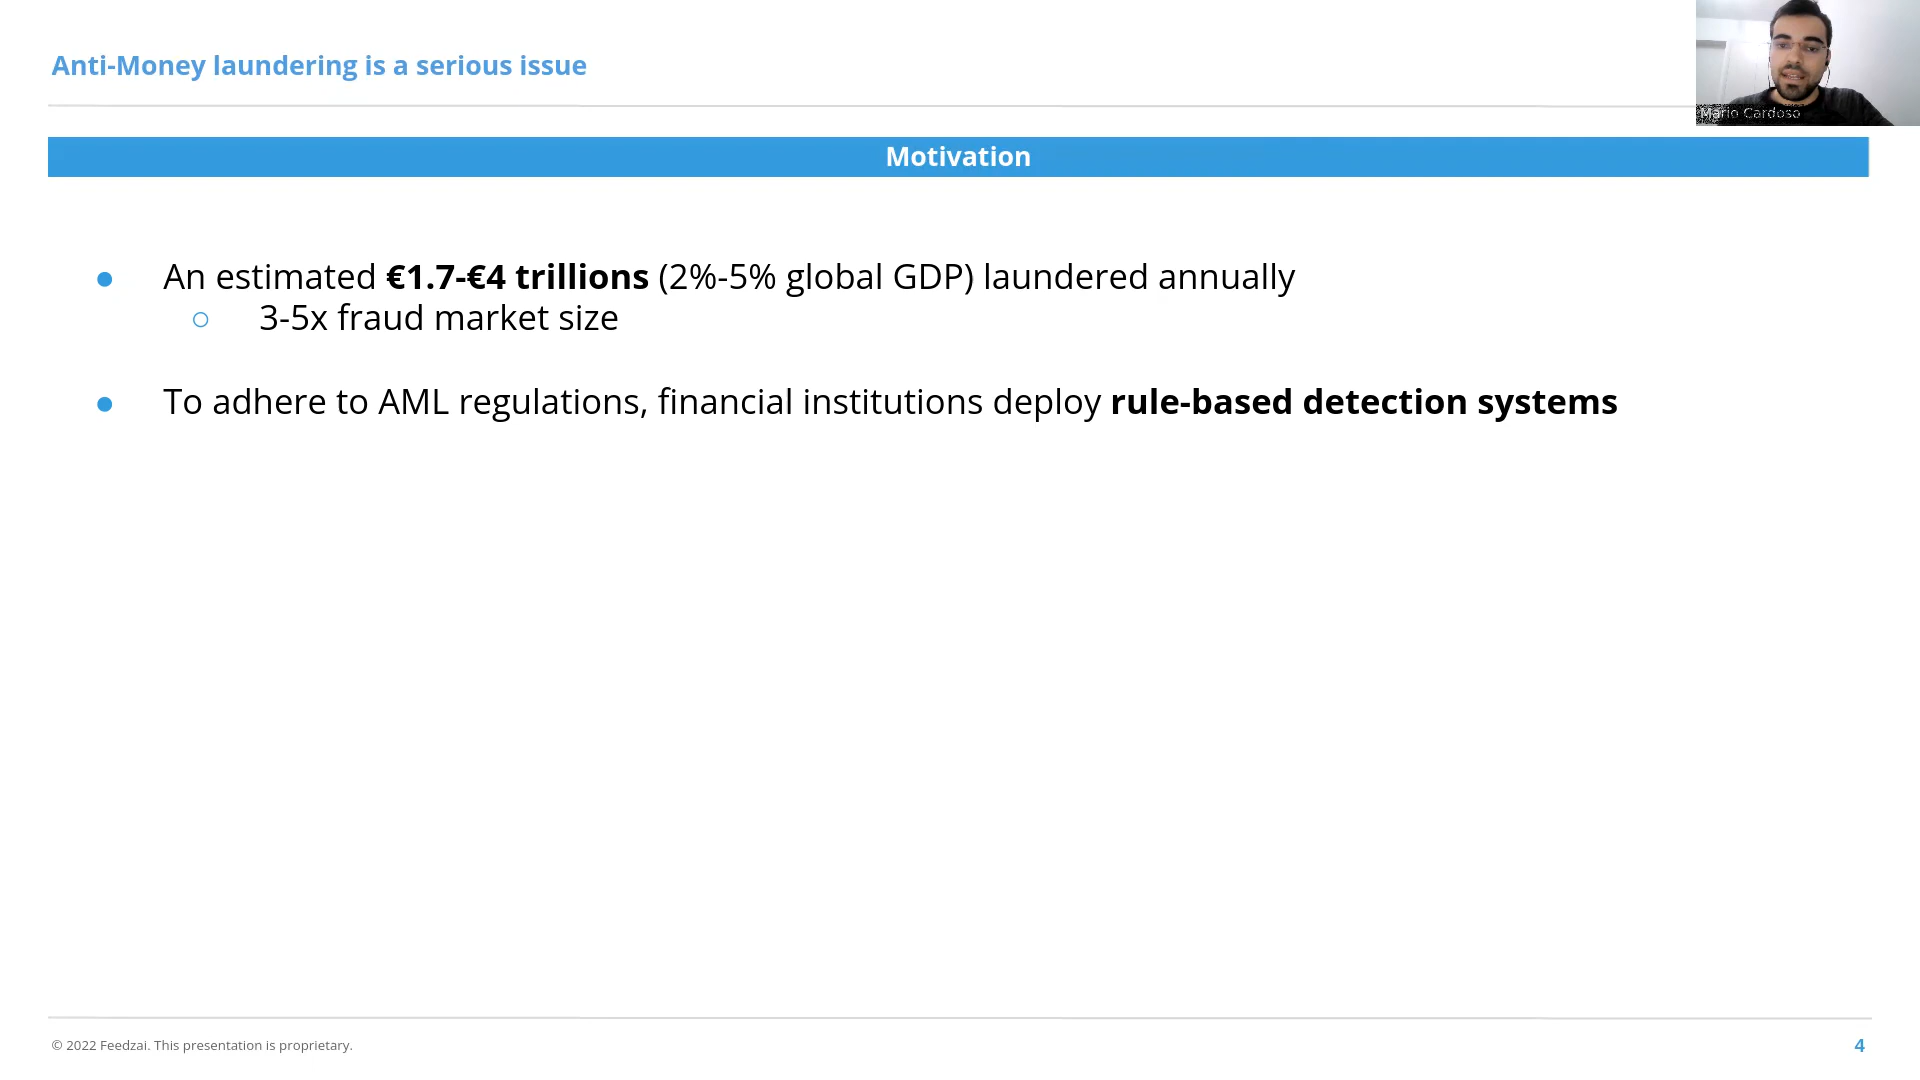 Anti-Money laundering is a serious issue
Mário Cardoso
Motivation
● An estimated €1.7-€4 trillions (2%-5% global GDP) laundered annually
○ 3-5x fraud market size
● To adhere to AML regulations, financial institutions deploy rule-based detection systems
© 2022 Feedzai. This presentation is proprietary.
4